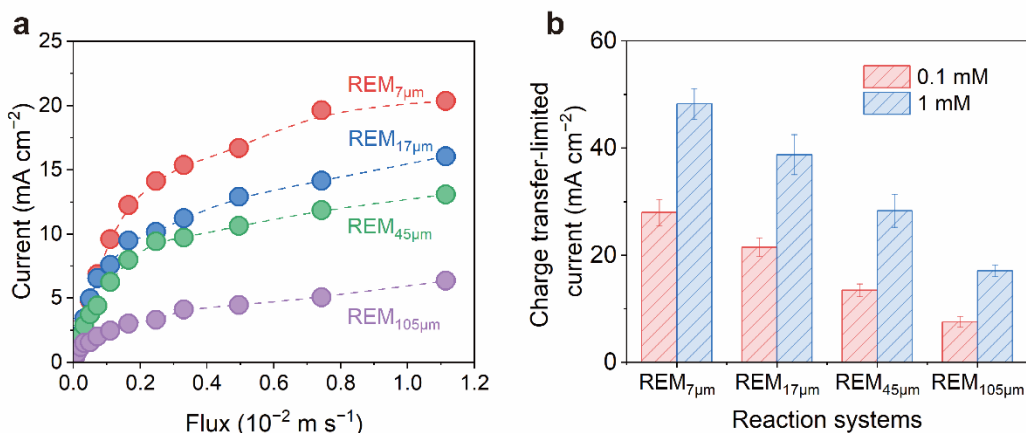 a
Current (mA cm⁻²)
25
20
15
10
5
0
0.0 0.2 0.4 0.6 0.8 1.0 1.2
Flux (10⁻² m s⁻¹)
REM7μm
REM17μm
REM45μm
REM105μm
b
Charge transfer-limited
current (mA cm⁻²)
60
40
20
0
0.1 mM
1 mM
REM7μm REM17μm REM45μm REM105μm
Reaction systems